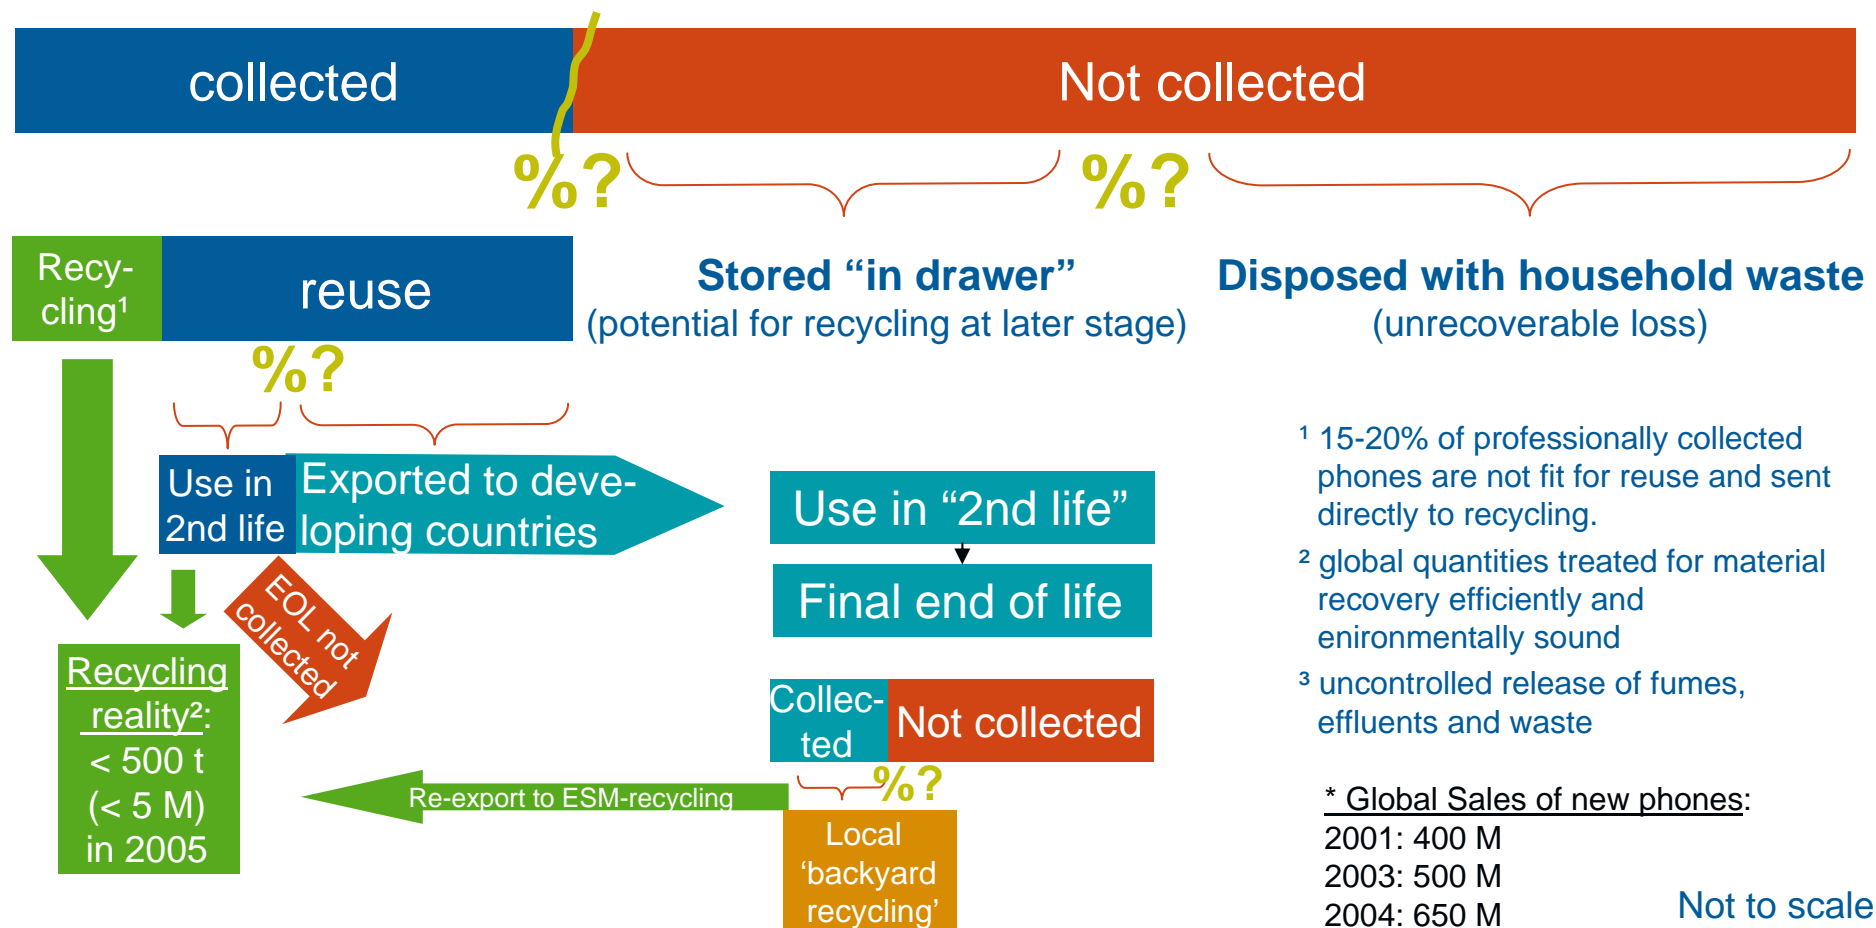 collected
Not collected
%?
%?
Recy-
cling¹
reuse
Stored “in drawer”
(potential for recycling at later stage)
Disposed with household waste
(unrecoverable loss)
%?
Use in
2nd life
Exported to deve-
loping countries
Use in “2nd life”
Final end of life
EOL not
collected
Collec-
ted
Not collected
%?
Recycling
reality²:
< 500 t
(< 5 M)
in 2005
Re-export to ESM-recycling
Local
‘backyard
recycling’
¹ 15-20% of professionally collected
phones are not fit for reuse and sent
directly to recycling.
² global quantities treated for material
recovery efficiently and
enironmentally sound
³ uncontrolled release of fumes,
effluents and waste
* Global Sales of new phones:
2001: 400 M
2003: 500 M
2004: 650 M
Not to scale